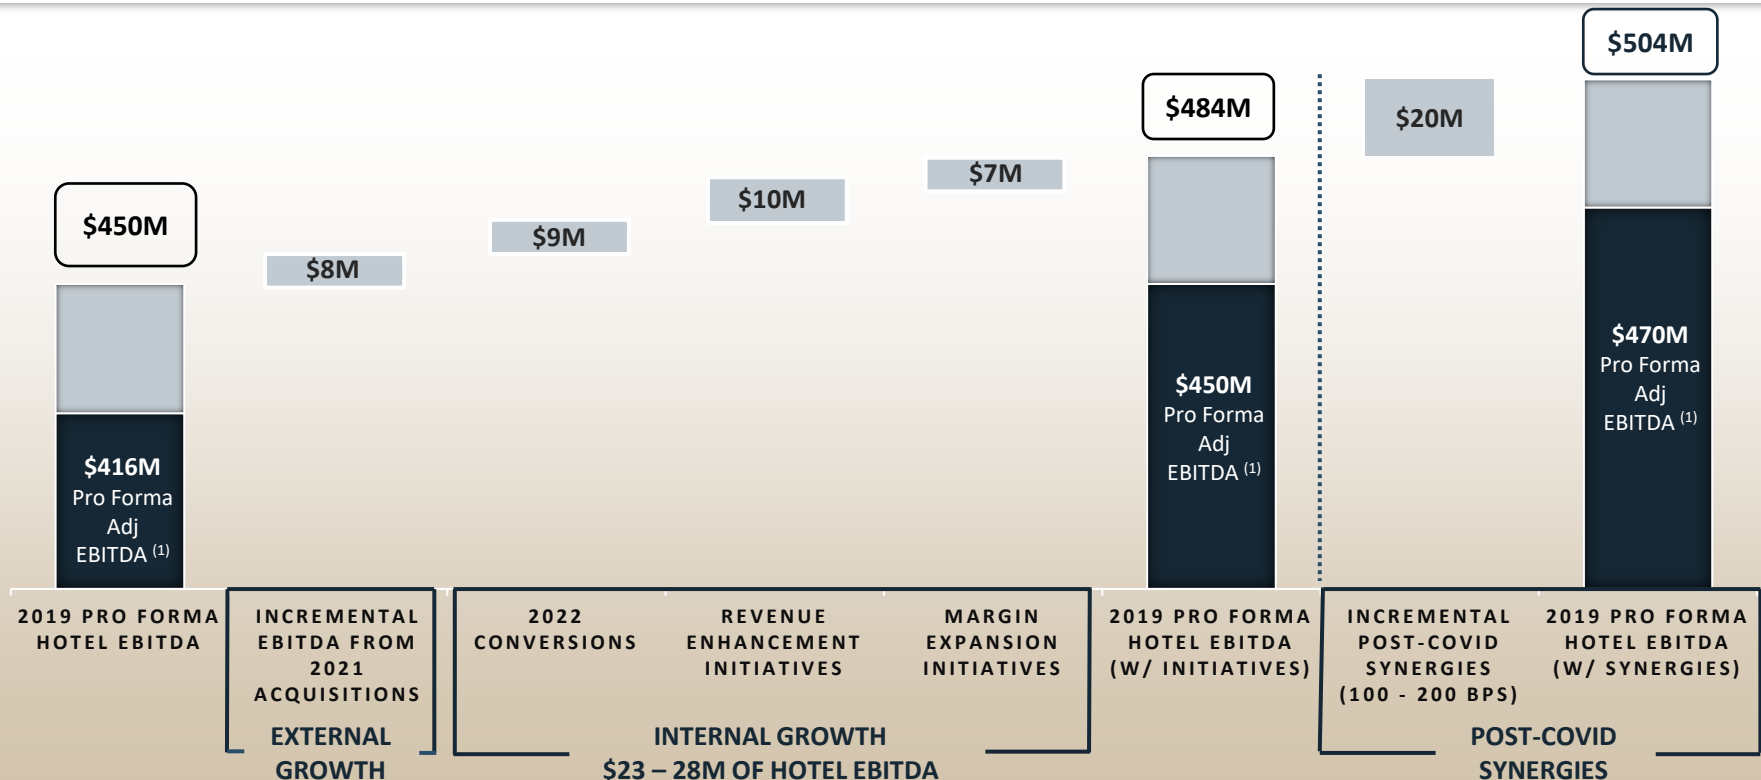 $504M
$484M
$20M
$7M
$10M
$450M
$9M
$8M
$470M
Pro Forma
Adj
EBITDA (1)
$450M
Pro Forma
Adj
EBITDA (1)
$416M
Pro Forma
Adj
EBITDA (1)
2019 PRO FORMA
HOTEL EBITDA
INCREMENTAL
EBITDA FROM
2021
ACQUISITIONS
2022
CONVERSIONS
REVENUE
ENHANCEMENT
INITIATIVES
MARGIN
EXPANSION
INITIATIVES
2019 PRO FORMA
HOTEL EBITDA
(W/ INITIATIVES)
INCREMENTAL
POST-COVID
SYNERGIES
(100 - 200 BPS)
2019 PRO FORMA
HOTEL EBITDA
(W/ SYNERGIES)
EXTERNAL
GROWTH
INTERNAL GROWTH
$23 – 28M OF HOTEL EBITDA
POST-COVID
SYNERGIES